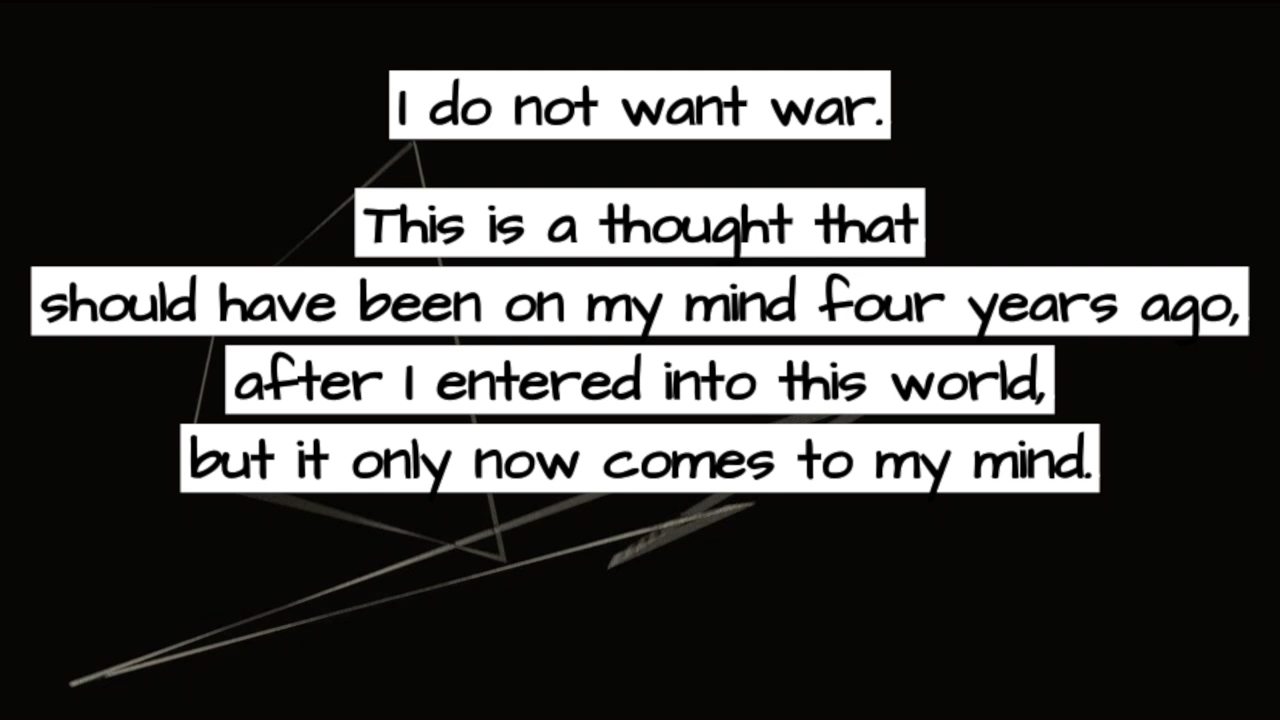 I do not want war.
This is a thought that
should have been on my mind four years ago,
after I entered into this world,
but it only now comes to my mind.